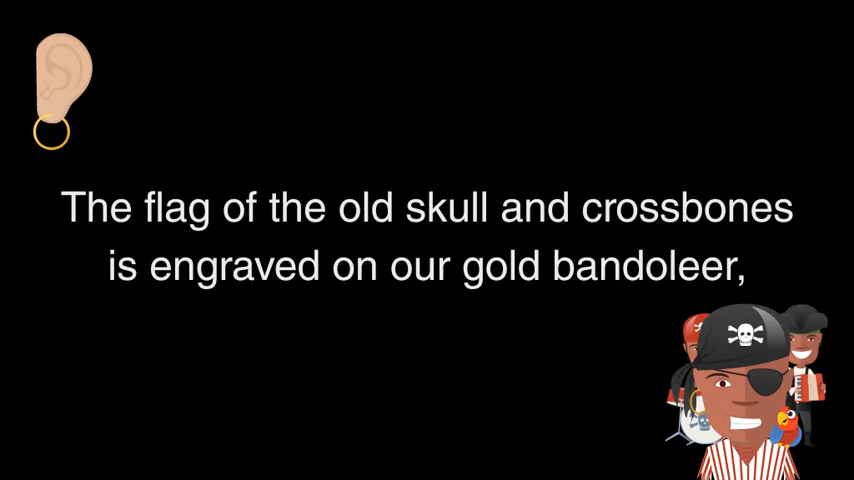 The flag of the old skull and crossbones
is engraved on our gold bandoleer,